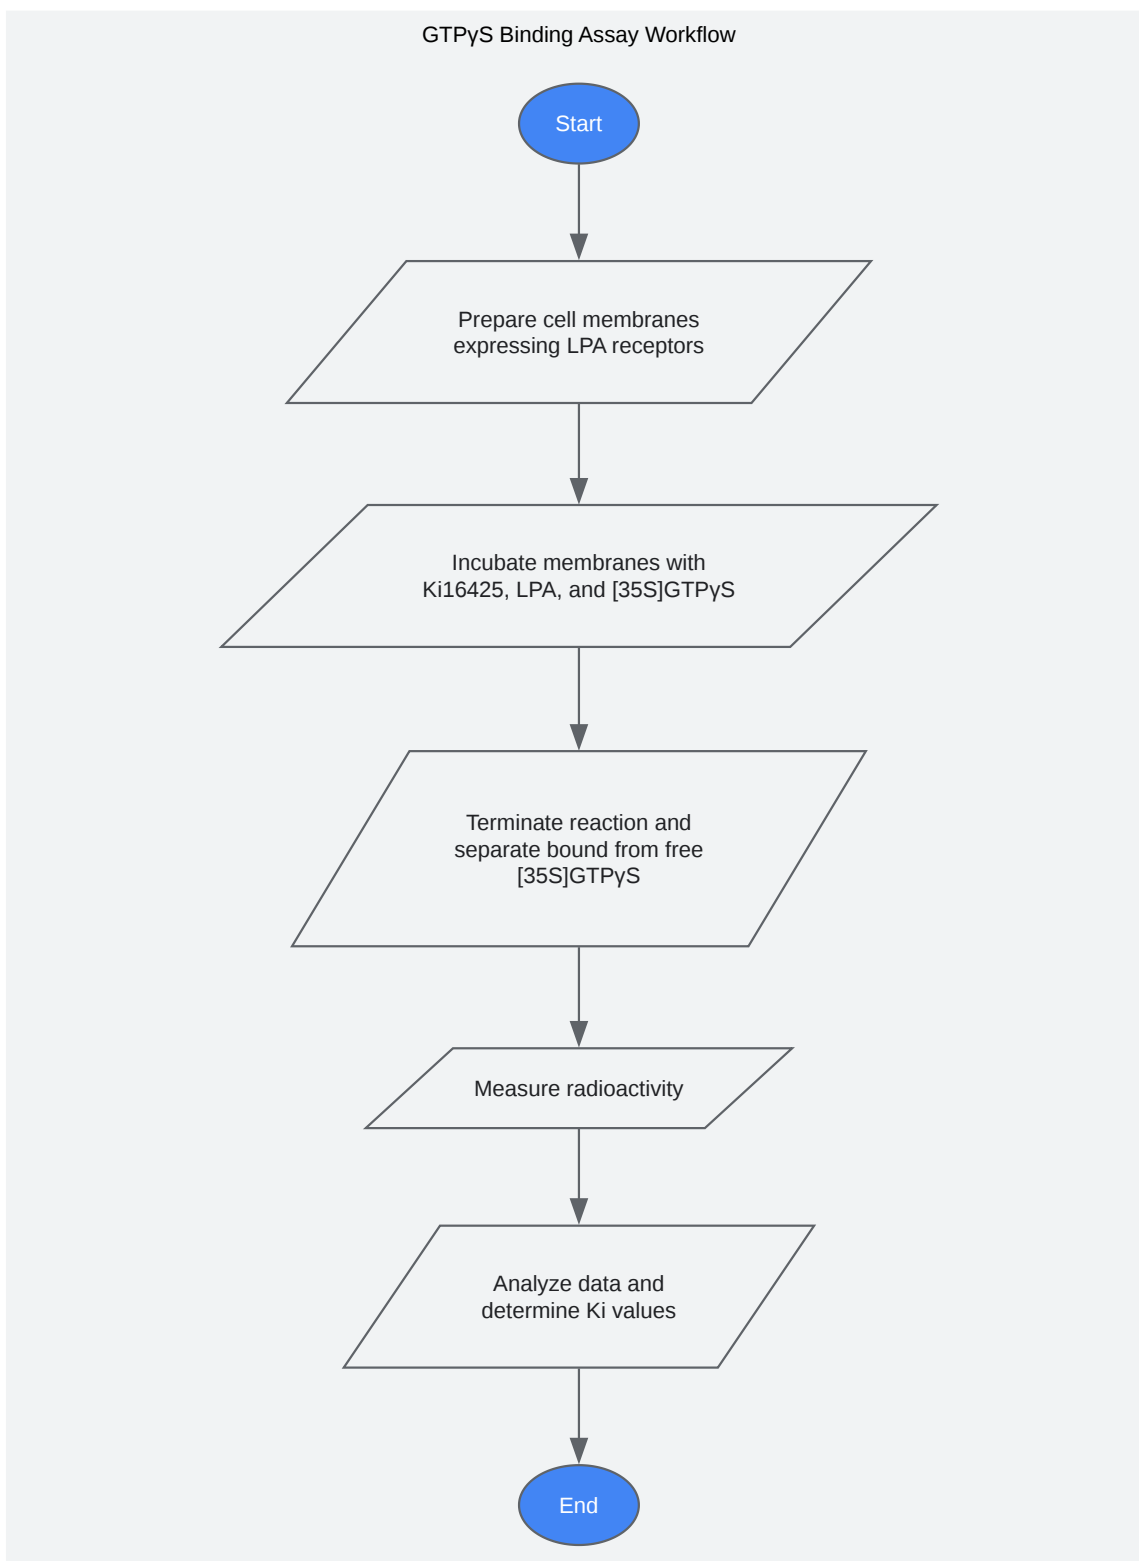 GTPγS Binding Assay Workflow
Start
Prepare cell membranes
expressing LPA receptors
Incubate membranes with
Ki16425, LPA, and [35S]GTPγS
Terminate reaction and
separate bound from free
[35S]GTPγS
Measure radioactivity
Analyze data and
determine Ki values
End